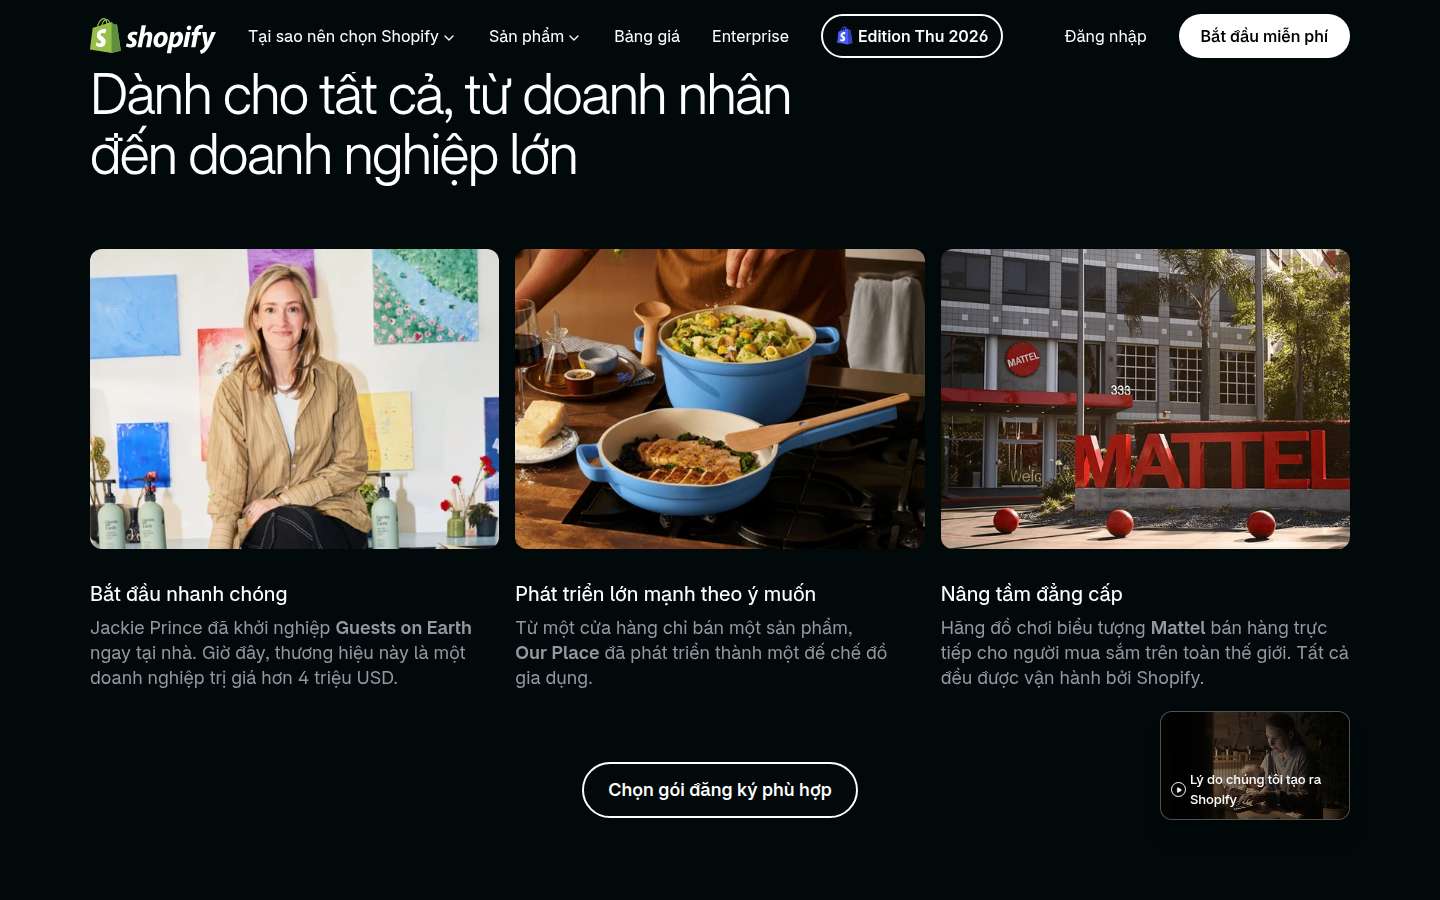 shopify
Tại sao nên chọn Shopify
Sản phẩm
Bảng giá
Enterprise
Edition Thu 2026
Đăng nhập
Bắt đầu miễn phí
Dành cho tất cả, từ doanh nhân
đến doanh nghiệp lớn
MATTEL
333
MATTEL
Bắt đầu nhanh chóng
Jackie Prince đã khởi nghiệp Guests on Earth
ngay tại nhà. Giờ đây, thương hiệu này là một
doanh nghiệp trị giá hơn 4 triệu USD.
Phát triển lớn mạnh theo ý muốn
Từ một cửa hàng chỉ bán một sản phẩm,
Our Place đã phát triển thành một đế chế đồ
gia dụng.
Nâng tầm đẳng cấp
Hãng đồ chơi biểu tượng Mattel bán hàng trực
tiếp cho người mua sắm trên toàn thế giới. Tất cả
đều được vận hành bởi Shopify.
Chọn gói đăng ký phù hợp
Lý do chúng tôi tạo ra
Shopify